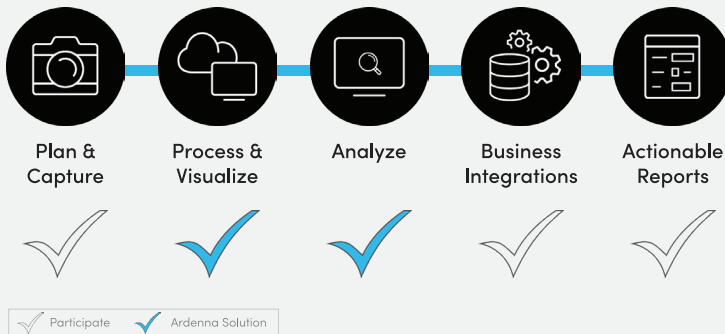 Plan &
Capture
Process &
Visualize
Analyze
Business
Integrations
Actionable
Reports
Participate
Ardenna Solution